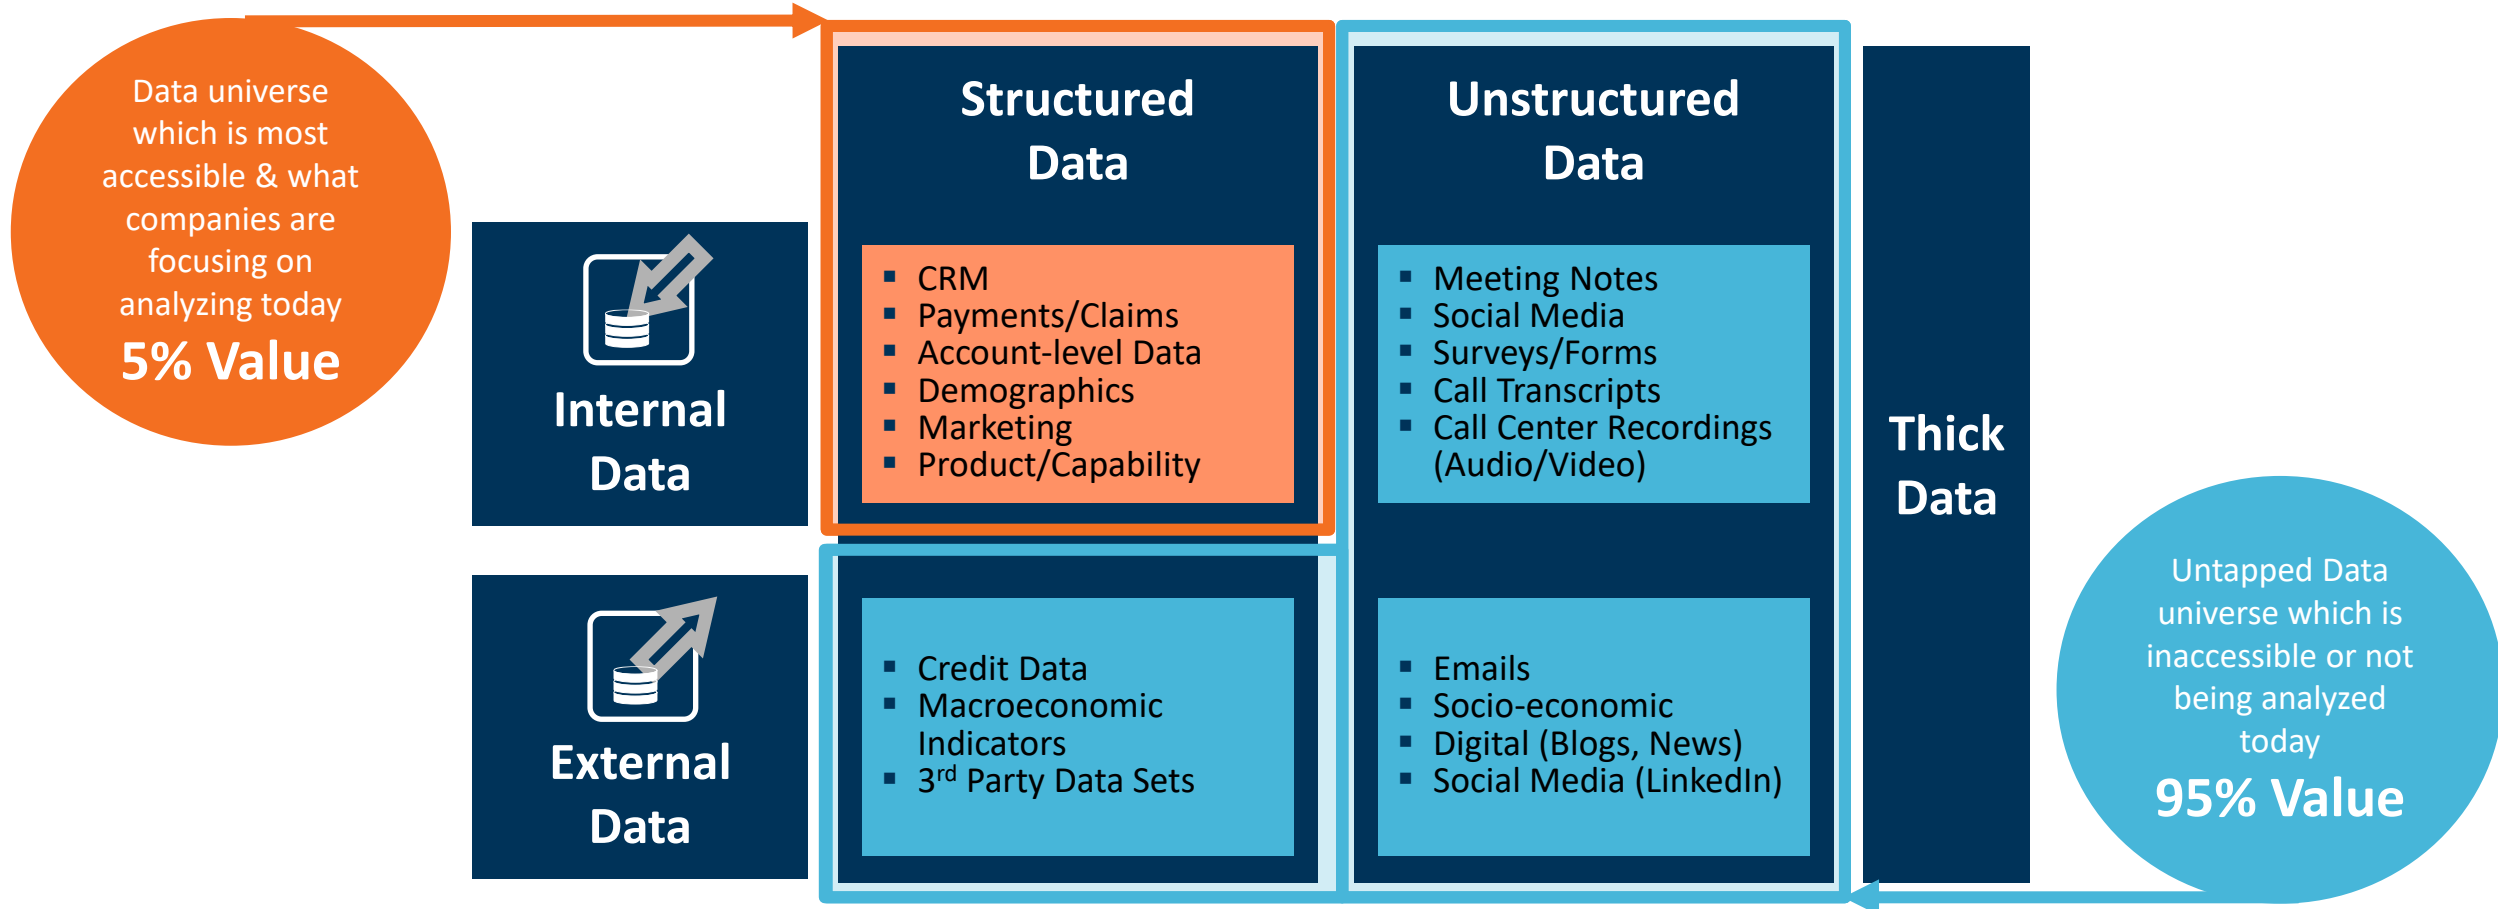 Data universe
which is most
accessible & what
companies are
focusing on
analyzing today
5% Value
Structured
Data
Unstructured
Data
Internal
Data
▪ CRM
▪ Payments/Claims
▪ Account-level Data
▪ Demographics
▪ Marketing
▪ Product/Capability
▪ Meeting Notes
▪ Social Media
▪ Surveys/Forms
▪ Call Transcripts
▪ Call Center Recordings
(Audio/Video)
Thick
Data
External
Data
▪ Credit Data
▪ Macroeconomic
Indicators
▪ 3rd Party Data Sets
▪ Emails
▪ Socio-economic
▪ Digital (Blogs, News)
▪ Social Media (LinkedIn)
Untapped Data
universe which is
inaccessible or not
being analyzed
today
95% Value